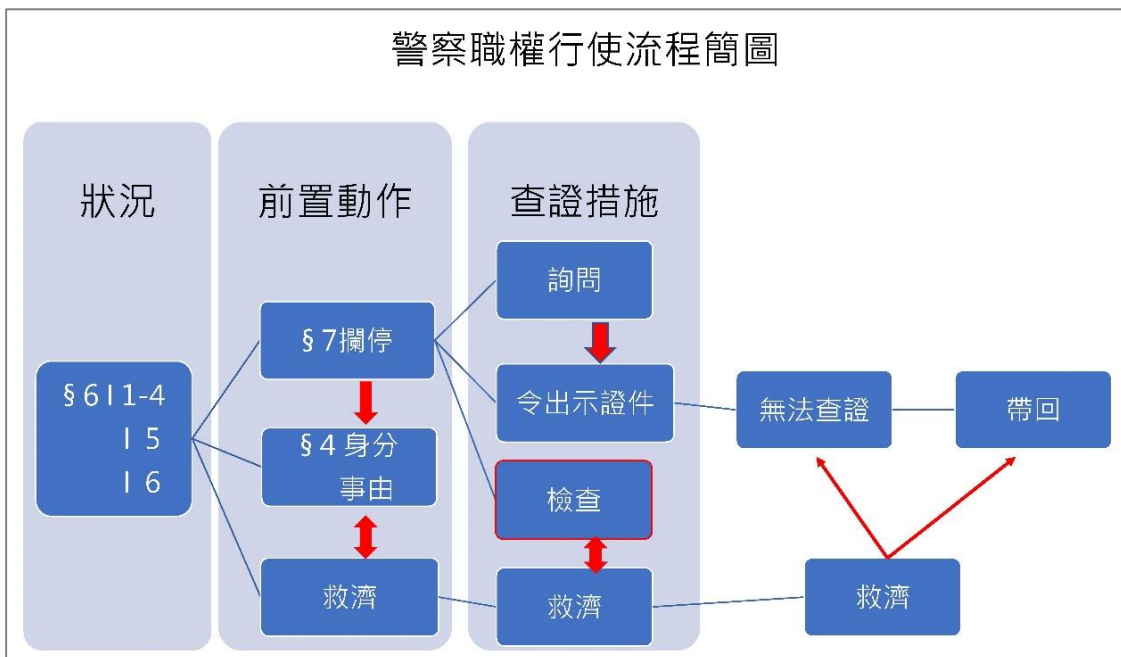 警察職權行使流程簡圖
狀況
§6 I 1-4
I 5
I 6
前置動作
§7攔停
§4身分
事由
救濟
查證措施
詢問
令出示證件
檢查
救濟
無法查證
帶回
救濟